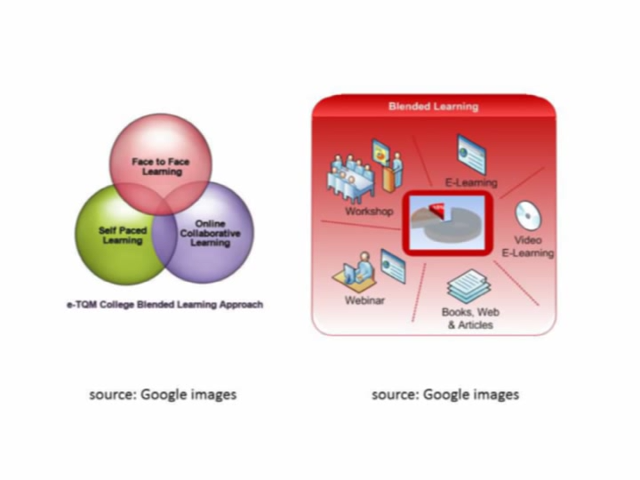 Face to Face
Learning
Self Paced
Learning
Online
Collaborative
Learning
e-TQM College Blended Learning Approach
source: Google images
Blended Learning
Workshop
E-Learning
Video
E-Learning
Webinar
Books, Web
& Articles
source: Google images